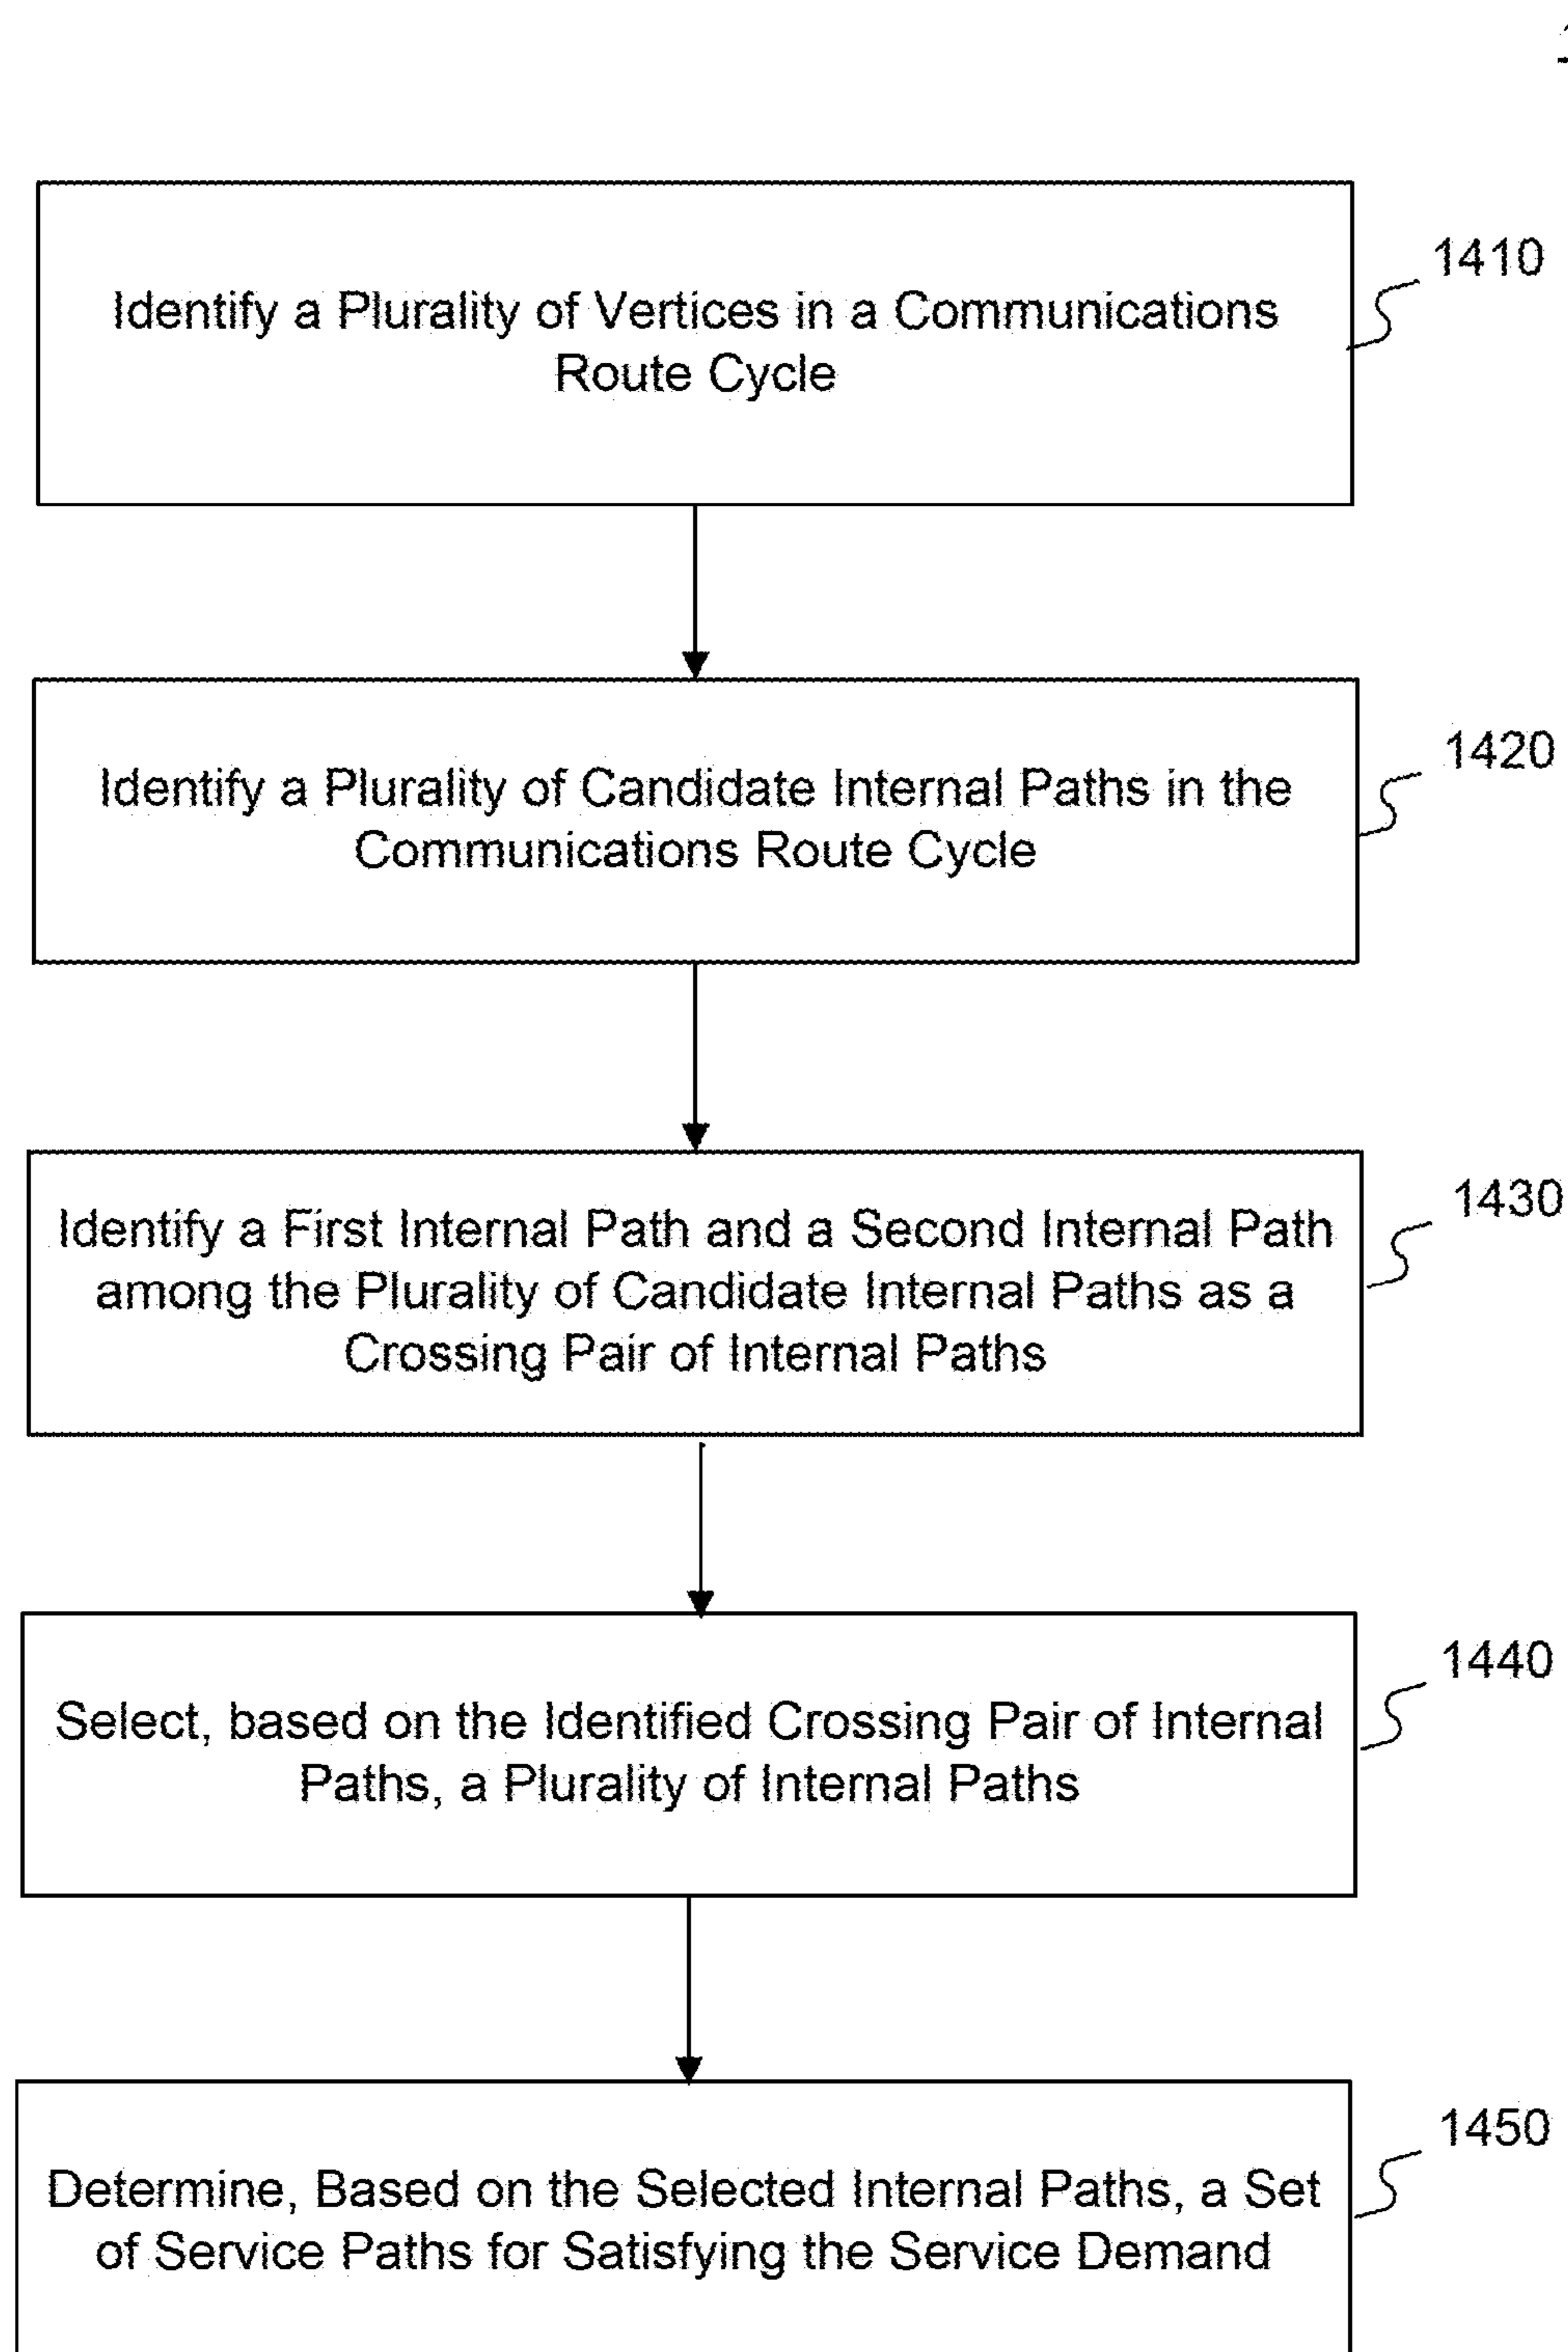 1410
Identify a Plurality of Vertices in a Communications
Route Cycle
1420
Identify a Plurality of Candidate Internal Paths in the
Communications Route Cycle
1430
Identify a First Internal Path and a Second Internal Path
among the Plurality of Candidate Internal Paths as a
Crossing Pair of Internal Paths
1440
Select, based on the Identified Crossing Pair of Internal
Paths, a Plurality of Internal Paths
1450
Determine, Based on the Selected Internal Paths, a Set
of Service Paths for Satisfying the Service Demand